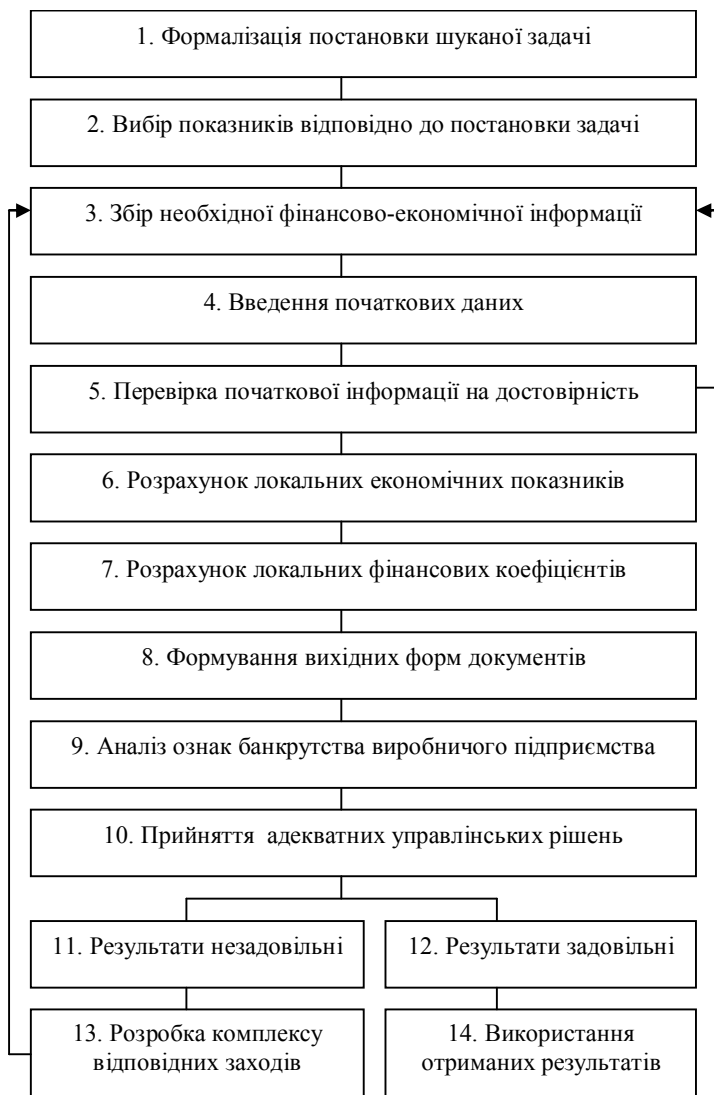 1. Формалізація постановки шуканої задачі
2. Вибір показників відповідно до постановки задачі
3. Збір необхідної фінансово-економічної інформації
4. Введення початкових даних
5. Перевірка початкової інформації на достовірність
6. Розрахунок локальних економічних показників
7. Розрахунок локальних фінансових коефіцієнтів
8. Формування вихідних форм документів
9. Аналіз ознак банкрутства виробничого підприємства
10. Прийняття адекватних управлінських рішень
11. Результати незадовільні
12. Результати задовільні
13. Розробка комплексу
відповідних заходів
14. Використання
отриманих результатів